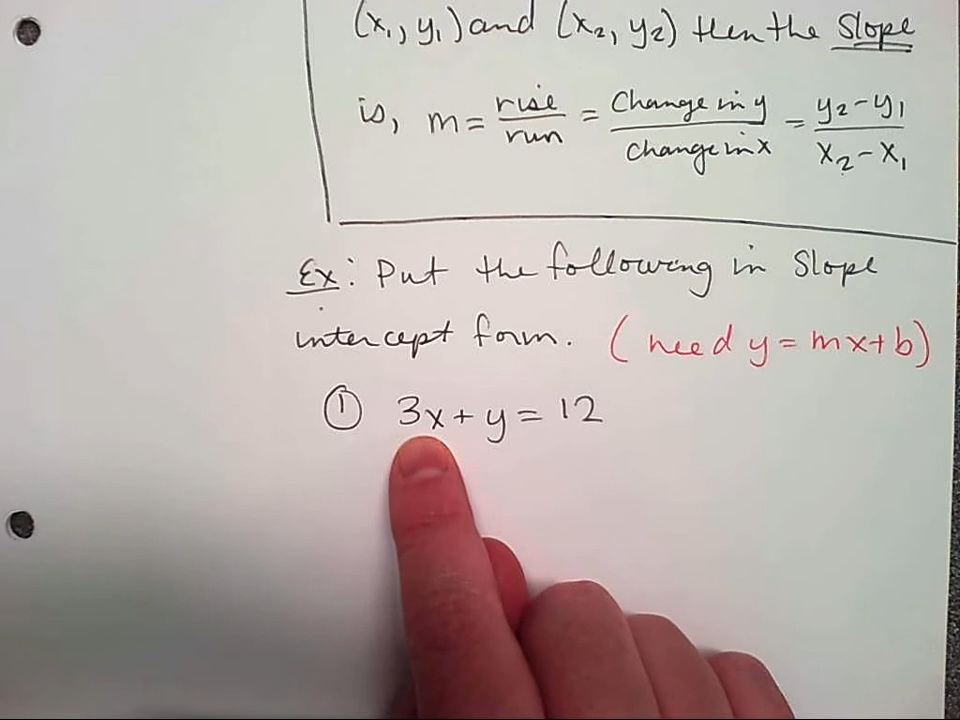 (x₁, y₁) and (x₂, y₂) then the Slope
is, m = rise/run = Change in y/change in x = y₂-y₁/x₂-x₁
Ex: Put the following in Slope
intercept form. (need y = mx+b)
① 3x + y = 12